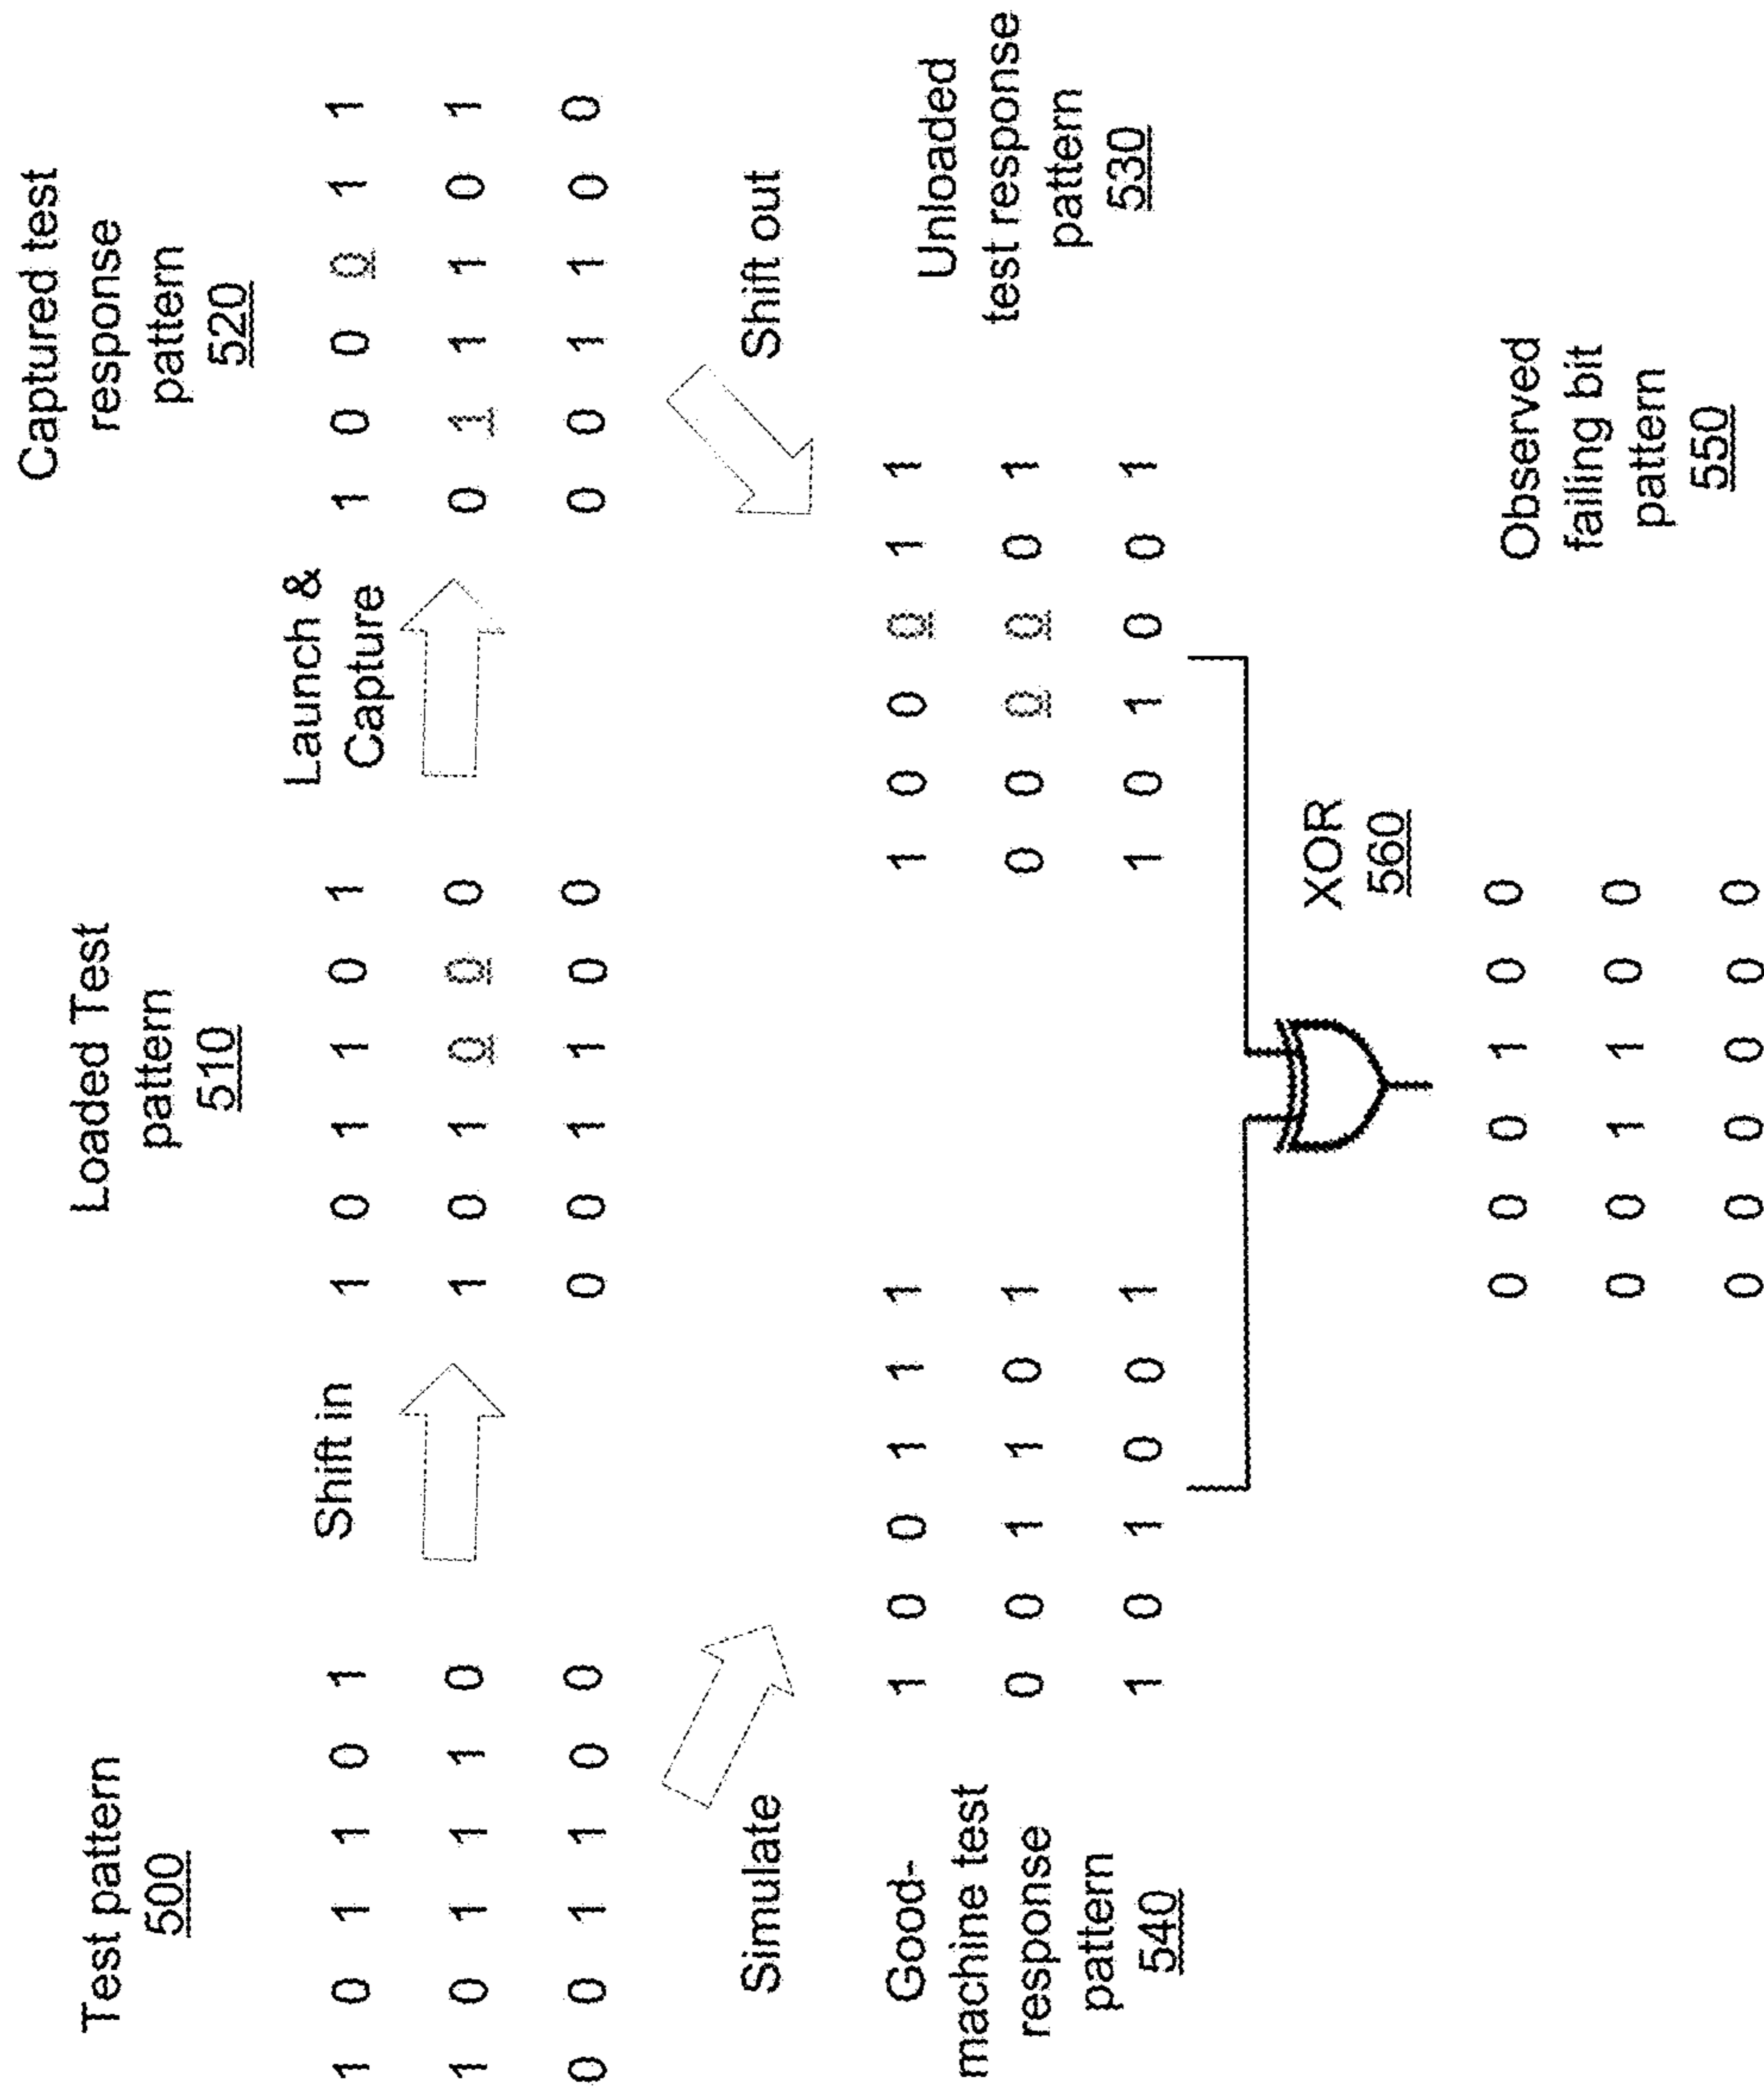 Test pattern
500
1 0 1 1 0 1
1 0 1 1 1 0
0 0 1 1 0 0
Shift in
Loaded Test
pattern
510
1 0 1 1 0 1
1 0 1 0 0 0
0 0 1 1 0 0
Launch &
Capture
Captured test
response
pattern
520
1 0 0 0 1 1
0 1 1 1 0 1
0 0 1 1 0 0
Simulate
Shift out
Good-
machine test
response
pattern
540
1 0 0 1 1 1
0 0 1 1 0 1
1 0 1 0 0 1
1 0 0 0 1 1
0 0 0 0 0 1
1 0 1 0 0 1
Unloaded
test response
pattern
530
XOR
560
0 0 0 1 0 0
0 0 1 1 0 0
0 0 0 0 0 0
Observed
failing bit
pattern
550